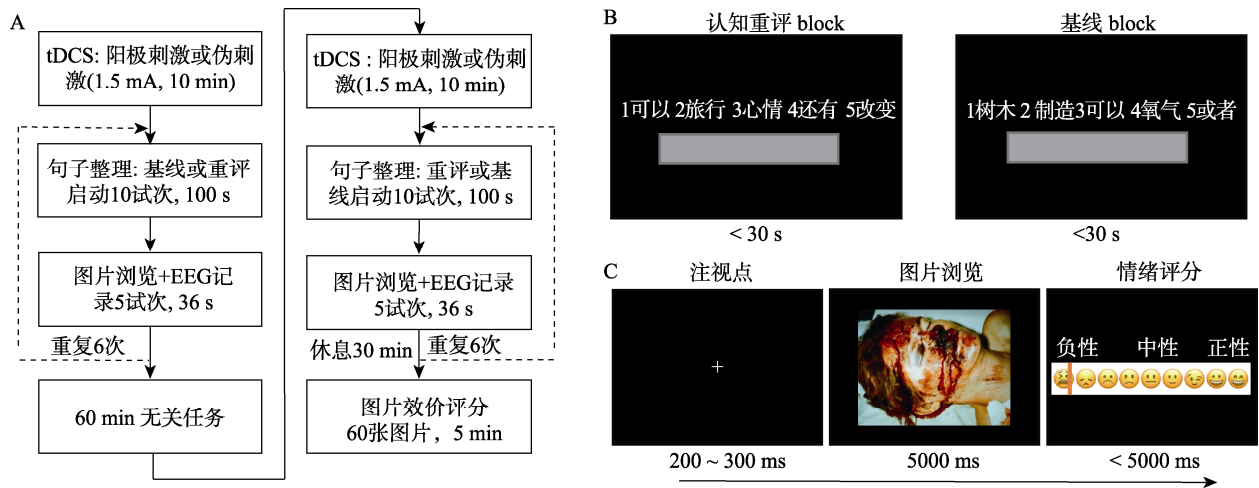 A
tDCS: 阳极刺激或伪刺
激(1.5 mA, 10 min)
句子整理: 基线或重评
启动10试次, 100 s
图片浏览+EEG记
录5试次, 36 s
重复6次
60 min 无关任务
tDCS : 阳极刺激或伪刺
激(1.5 mA, 10 min)
句子整理: 重评或基
线启动10试次, 100 s
图片浏览+EEG记录
5试次, 36 s
休息30 min
重复6次
图片效价评分
60张图片，5 min
B
认知重评 block
1可以 2旅行 3心情 4还有 5改变
< 30 s
基线 block
1树木 2 制造3可以 4氧气 5或者
<30 s
C
注视点
200 ~ 300 ms
图片浏览
5000 ms
情绪评分
负性 中性 正性
< 5000 ms